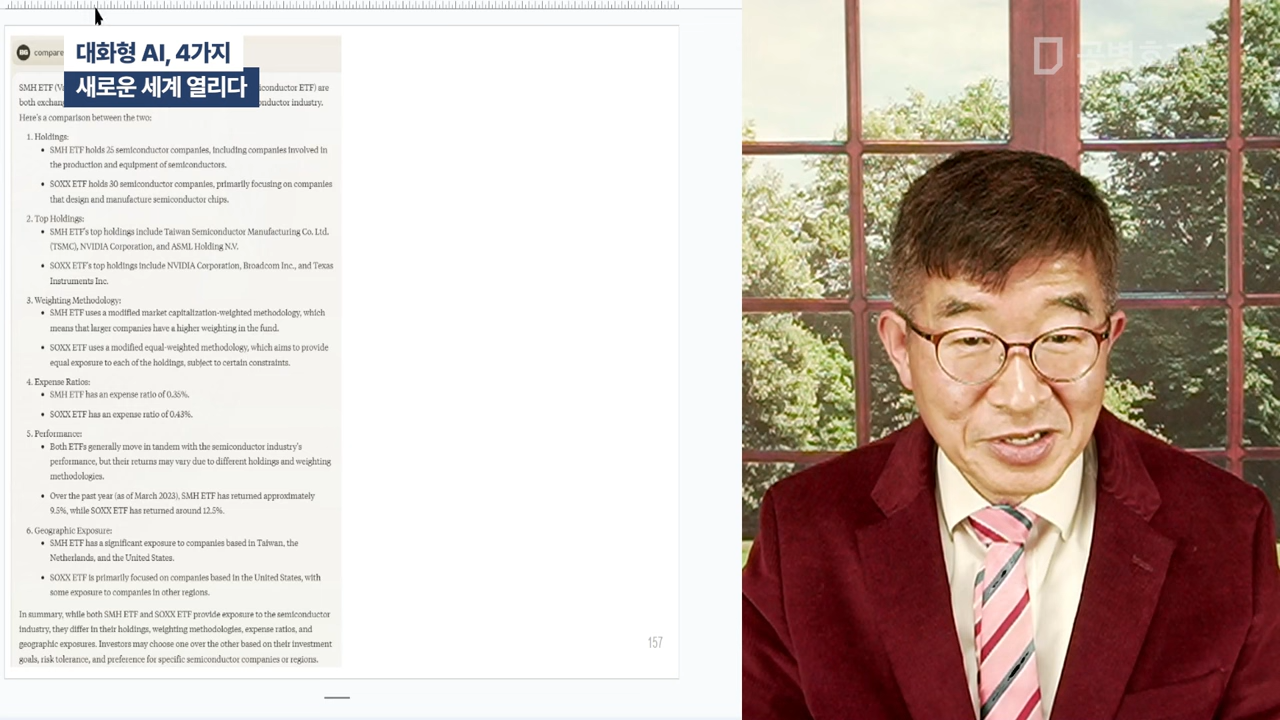 compare
대화형 AI, 4가지
새로운 세계 열리다
SMH ETF (V
iconductor ETF) are
both exchan
onductor industry.
Here's a comparison between the two:
1. Holdings:
• SMH ETF holds 25 semiconductor companies, including companies involved in
the production and equipment of semiconductors.
• SOXX ETF holds 30 semiconductor companies, primarily focusing on companies
that design and manufacture semiconductor chips.
2. Top Holdings:
• SMH ETF's top holdings include Taiwan Semiconductor Manufacturing Co. Ltd.
(TSMC), NVIDIA Corporation, and ASML Holding N.V.
• SOXX ETF's top holdings include NVIDIA Corporation, Broadcom Inc., and Texas
Instruments Inc.
3. Weighting Methodology:
• SMH ETF uses a modified market capitalization-weighted methodology, which
means that larger companies have a higher weighting in the fund.
• SOXX ETF uses a modified equal-weighted methodology, which aims to provide
equal exposure to each of the holdings, subject to certain constraints.
4. Expense Ratios:
• SMH ETF has an expense ratio of 0.35%.
• SOXX ETF has an expense ratio of 0.43%.
5. Performance:
• Both ETFs generally move in tandem with the semiconductor industry's
performance, but their returns may vary due to different holdings and weighting
methodologies.
• Over the past year (as of March 2023), SMH ETF has returned approximately
9.5%, while SOXX ETF has returned around 12.5%.
6. Geographic Exposure:
• SMH ETF has a significant exposure to companies based in Taiwan, the
Netherlands, and the United States.
• SOXX ETF is primarily focused on companies based in the United States, with
some exposure to companies in other regions.
In summary, while both SMH ETF and SOXX ETF provide exposure to the semiconductor
industry, they differ in their holdings, weighting methodologies, expense ratios, and
geographic exposures. Investors may choose one over the other based on their investment
goals, risk tolerance, and preference for specific semiconductor companies or regions.
157